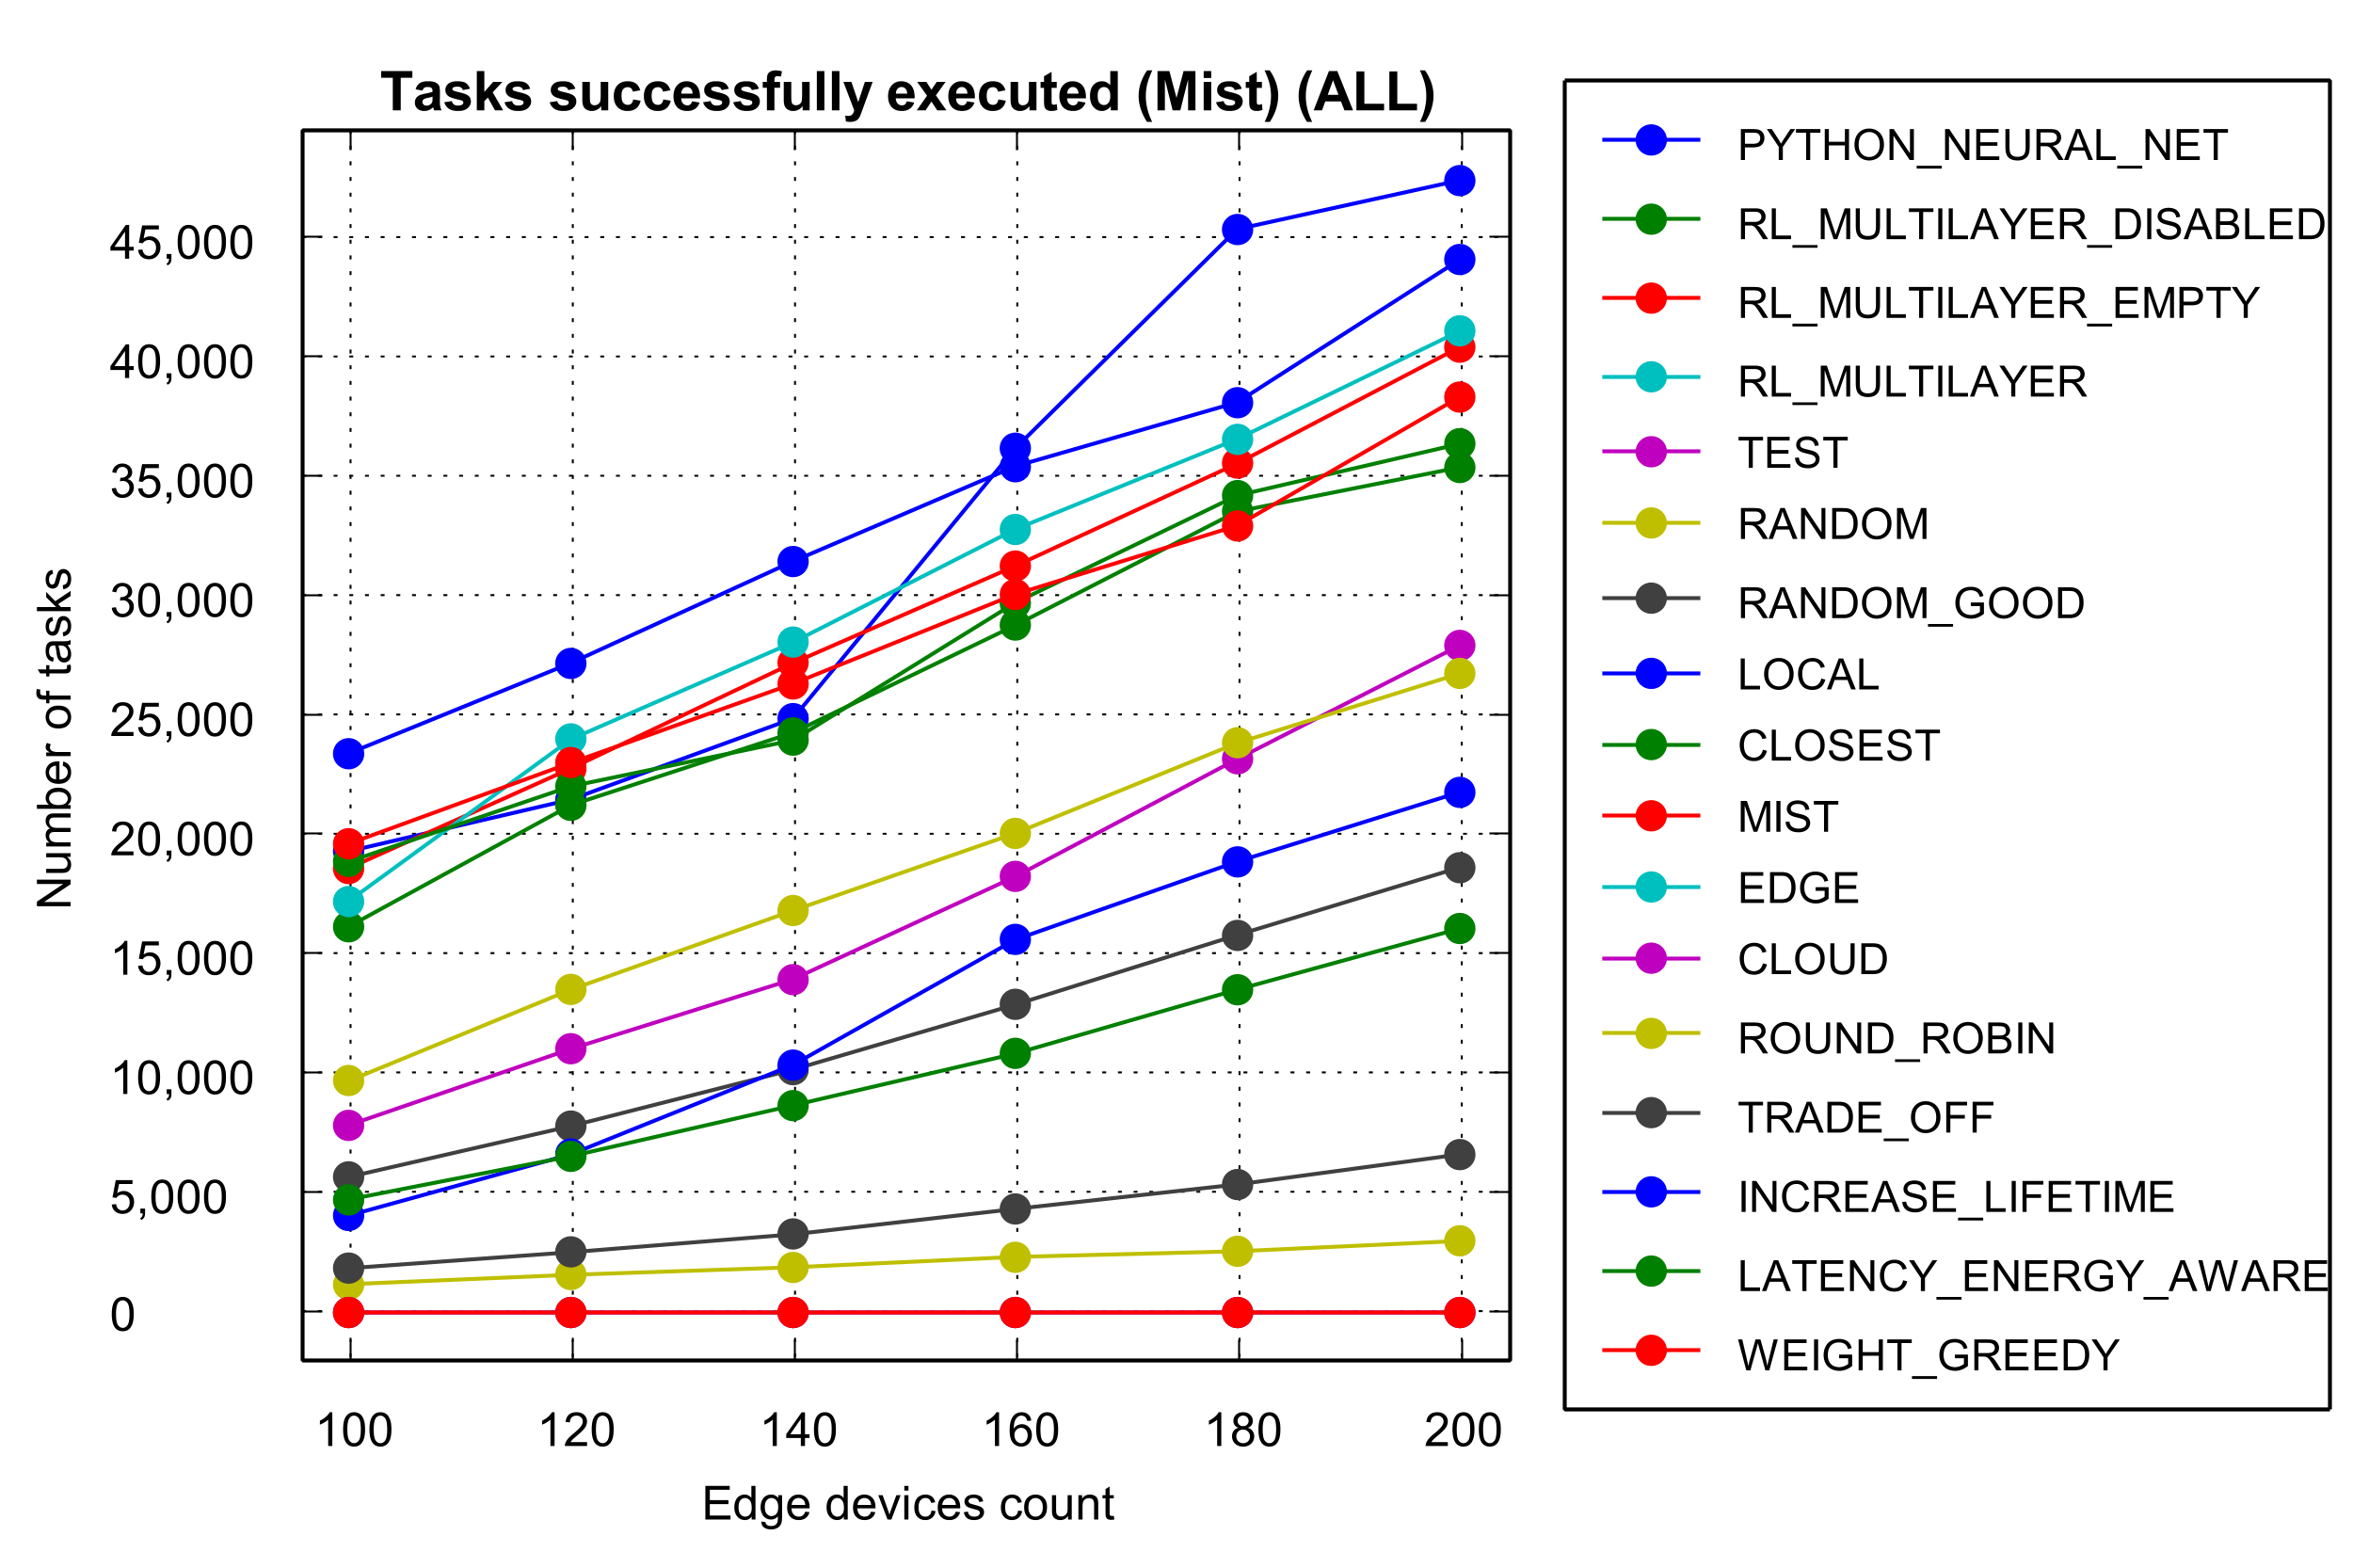 Tasks successfully executed (Mist) (ALL)
45,000
40,000
35,000
30,000
25,000
20,000
15,000
10,000
5,000
0
Number of tasks
100 120 140 160 180 200
Edge devices count
PYTHON_NEURAL_NET
RL_MULTILAYER_DISABLED
RL_MULTILAYER_EMPTY
RL_MULTILAYER
TEST
RANDOM
RANDOM_GOOD
LOCAL
CLOSEST
MIST
EDGE
CLOUD
ROUND_ROBIN
TRADE_OFF
INCREASE_LIFETIME
LATENCY_ENERGY_AWARE
WEIGHT_GREEDY